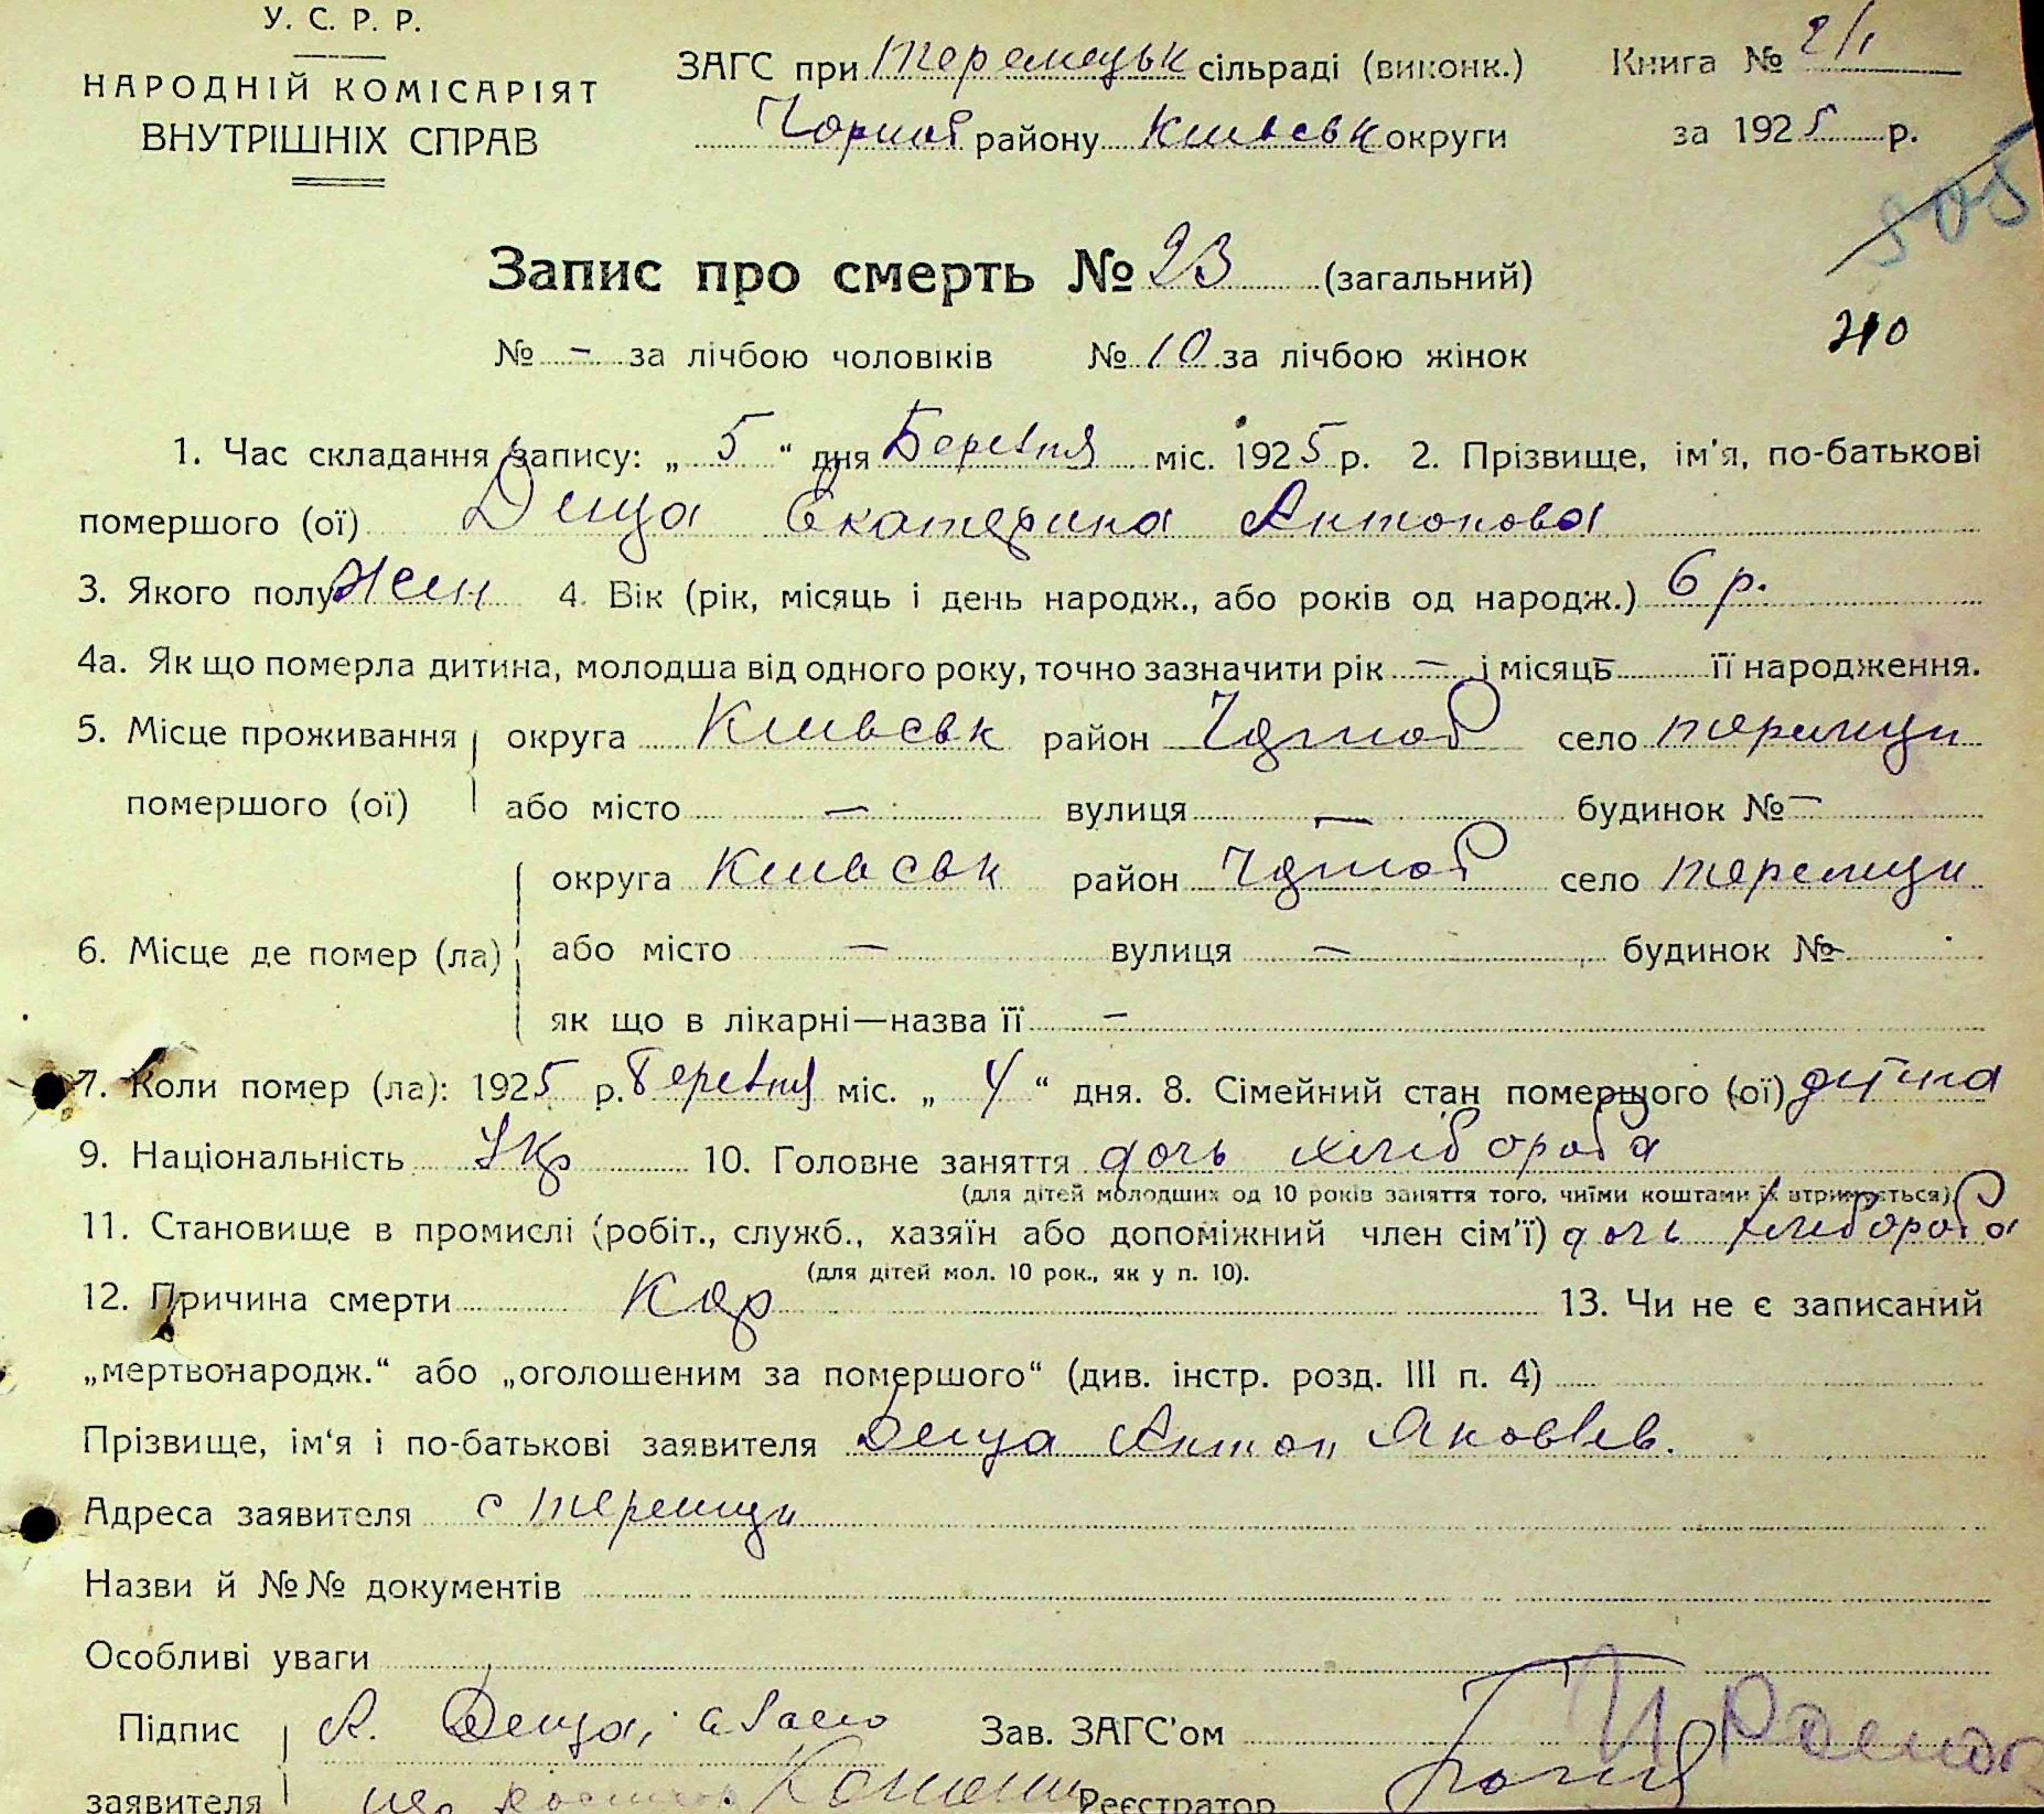 У. С. Р. Р.
НАРОДНІЙ КОМІСАРІЯТ
ВНУТРІШНІХ СПРАВ
ЗАГС при Теремецьк сільраді (виконк.)
Чорноб району Київськ округи
Книга № 2/1
за 1925 р.
505
210
Запис про смерть № 23 (загальний)
№ – за лічбою чоловіків № 10 за лічбою жінок
1. Час складання запису: „ 5 “ дня Березня міс. 1925 р. 2. Прізвище, ім'я, по-батькові
помершого (ої) Деща Екатерина Антонова
3. Якого полу жен 4. Вік (рік, місяць і день народж., або років од народж.) 6 р.
4а. Як що померла дитина, молодша від одного року, точно зазначити рік – і місяць – її народження.
5. Місце проживання помершого (ої) округа Київськ район Чорноб село Теремци
або місто – вулиця – будинок № –
6. Місце де помер (ла) округа Київськ район Чорноб село Теремци
або місто – вулиця – будинок № –
як що в лікарні—назва її –
7. Коли помер (ла): 1925 р. Березня міс. „ 4 “ дня. 8. Сімейний стан померщого (ої) дитина
9. Національність Укр 10. Головне заняття дочь хлібороба
(для дітей молодших од 10 років заняття того, чиїми коштами їх втримується)
11. Становище в промислі (робіт., служб., хазяїн або допоміжний член сім'ї) дочь хлібороба
(для дітей мол. 10 рок., як у п. 10).
12. Причина смерти Кор 13. Чи не є записаний
„мертвонародж.“ або „оголошеним за помершого“ (див. інстр. розд. III п. 4)
Прізвище, ім'я і по-батькові заявителя Деща Антон Яковлев.
Адреса заявителя с Теремци
Назви й №№ документів
Особливі уваги
Підпис заявителя А. Деща,
Зав. ЗАГС'ом
Реєстратор